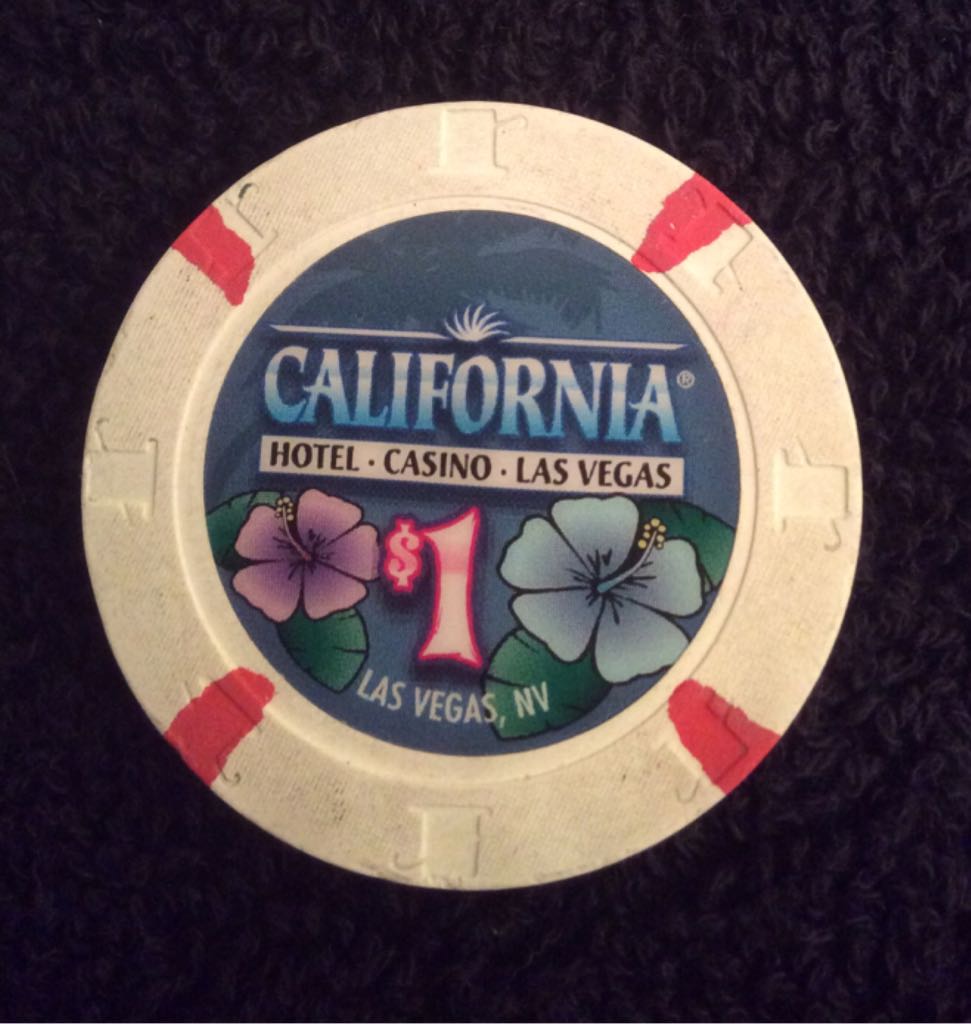 CALIFORNIA®
HOTEL · CASINO · LAS VEGAS
$1
LAS VEGAS, NV